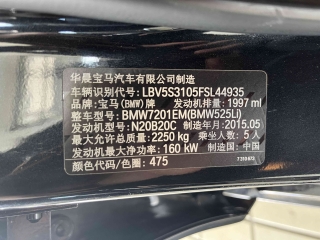 华晨宝马汽车有限公司制造
车辆识别代号: LBV5S3105FSL44935
品牌: 宝马(BMW)牌 发动机排量: 1997 ml
整车型号: BMW7201EM(BMW525Li)
发动机型号: N20B20C 制造年月: 2015.05
最大允许总质量: 2250 kg 乘坐人数: 5人
发动机最大净功率: 160 kW 制造国: 中国
颜色代码/色圈: 475